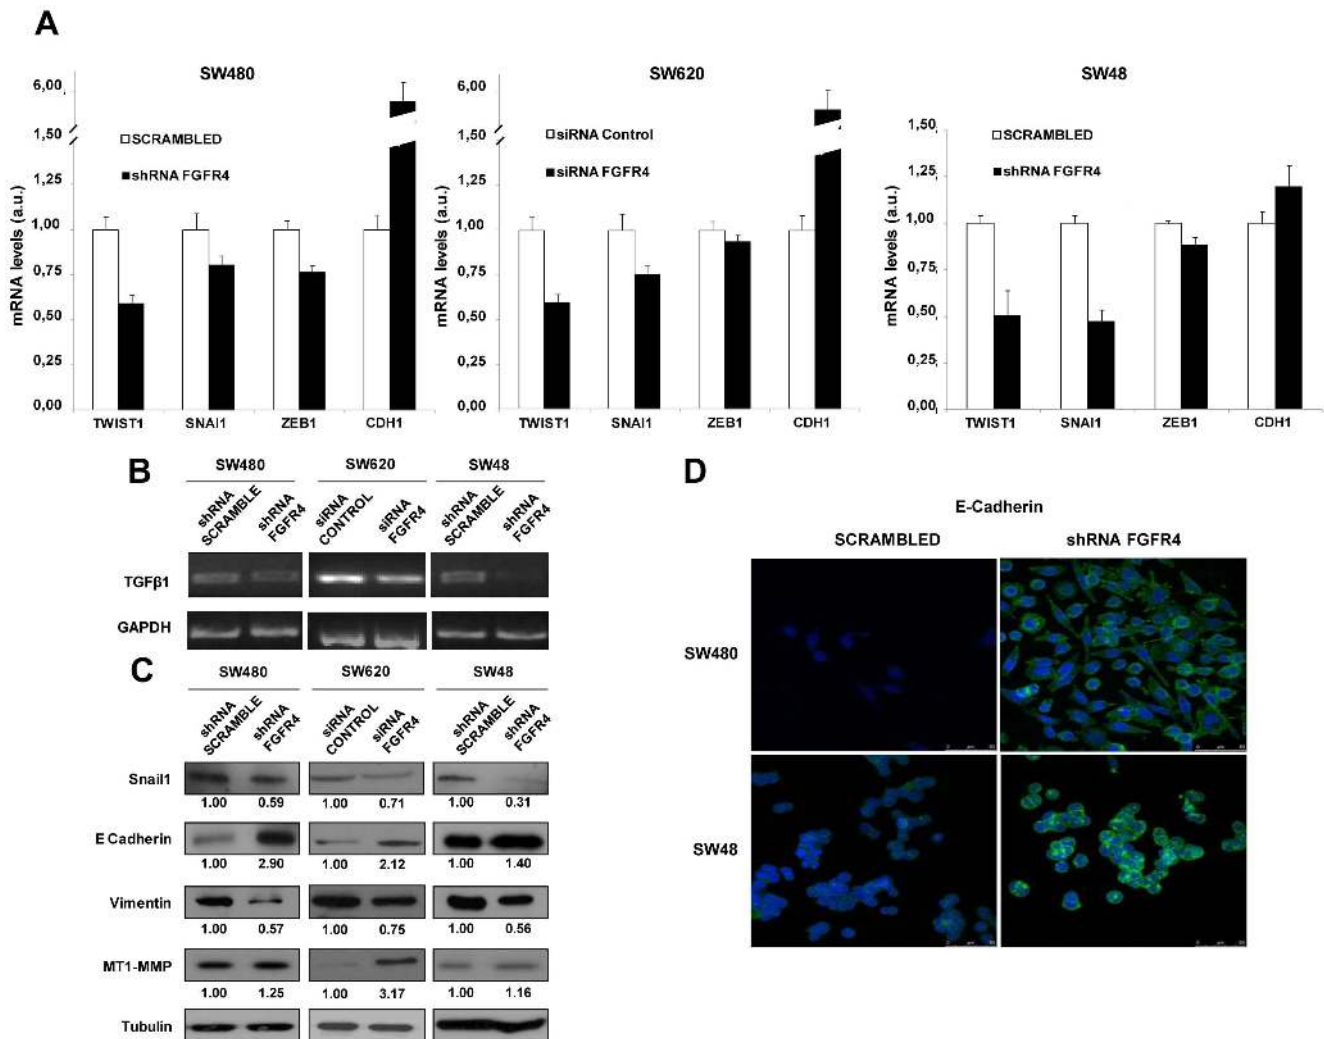 A
SW480
mRNA levels (a.u.)
6,00
1,50
1,25
1,00
0,75
0,50
0,25
0,00
SCRAMBLED
shRNA FGFR4
TWIST1 SNAI1 ZEB1 CDH1
SW620
mRNA levels (a.u.)
6,00
1,50
1,25
1,00
0,75
0,50
0,25
0,00
siRNA Control
siRNA FGFR4
TWIST1 SNAI1 ZEB1 CDH1
SW48
mRNA levels (a.u.)
1,50
1,25
1,00
0,75
0,50
0,25
0,00
SCRAMBLED
shRNA FGFR4
TWIST1 SNAI1 ZEB1 CDH1
B
SW480 SW620 SW48
shRNA SCRAMBLE
shRNA FGFR4
siRNA CONTROL
siRNA FGFR4
shRNA SCRAMBLE
shRNA FGFR4
TGFβ1
GAPDH
C
SW480 SW620 SW48
shRNA SCRAMBLE
shRNA FGFR4
siRNA CONTROL
siRNA FGFR4
shRNA SCRAMBLE
shRNA FGFR4
Snail1
1.00 0.59 1.00 0.71 1.00 0.31
E Cadherin
1.00 2.90 1.00 2.12 1.00 1.40
Vimentin
1.00 0.57 1.00 0.75 1.00 0.56
MT1-MMP
1.00 1.25 1.00 3.17 1.00 1.16
Tubulin
D
E-Cadherin
SCRAMBLED shRNA FGFR4
SW480
SW48